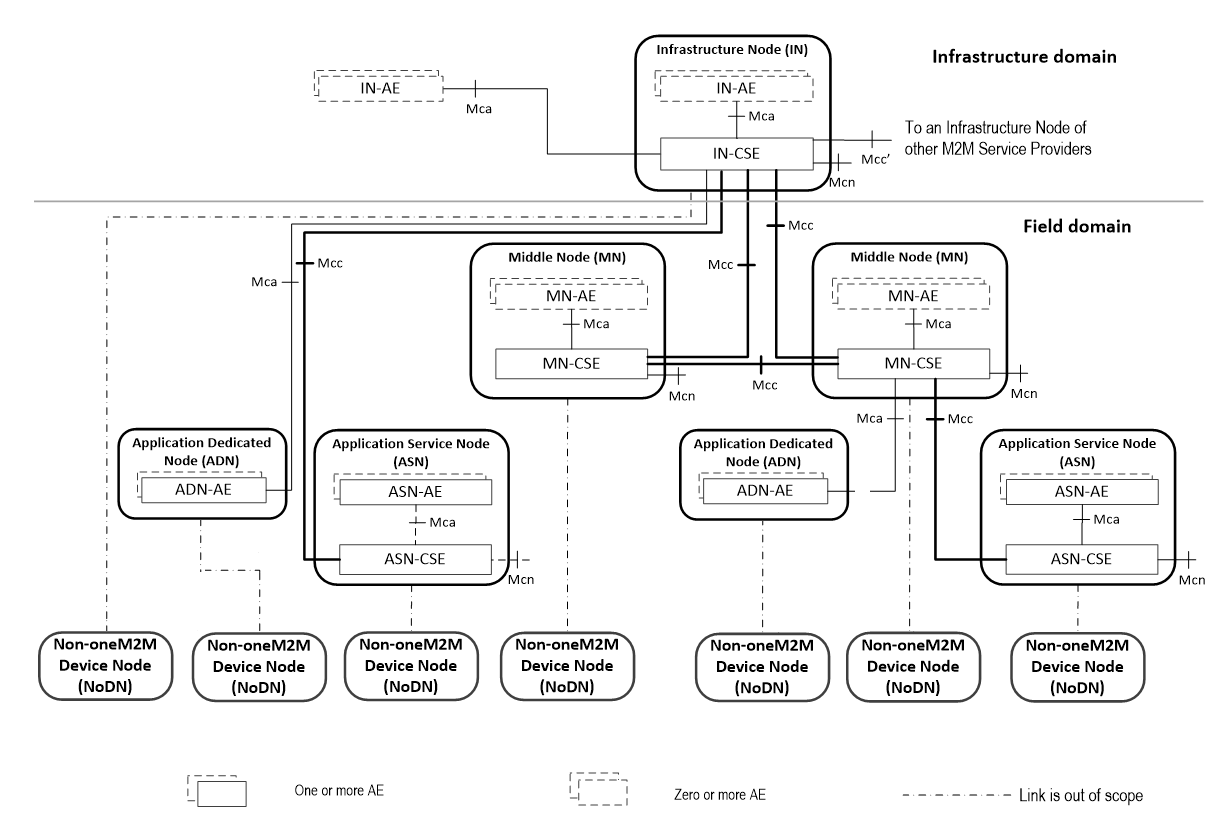 Infrastructure Node (IN)
Infrastructure domain
IN-AE
IN-AE
Mca
Mca
To an Infrastructure Node of
other M2M Service Providers
IN-CSE
Mcc'
Mcn
Field domain
Mcc
Mcc
Mcc
Mca
Middle Node (MN)
MN-AE
Mca
MN-CSE
Mcn
Mcc
Middle Node (MN)
MN-AE
Mca
MN-CSE
Mcn
Mca
Mcc
Application Dedicated
Node (ADN)
ADN-AE
Application Service Node
(ASN)
ASN-AE
Mca
ASN-CSE
Mcn
Application Dedicated
Node (ADN)
ADN-AE
Application Service Node
(ASN)
ASN-AE
Mca
ASN-CSE
Mcn
Non-oneM2M
Device Node
(NoDN)
Non-oneM2M
Device Node
(NoDN)
Non-oneM2M
Device Node
(NoDN)
Non-oneM2M
Device Node
(NoDN)
Non-oneM2M
Device Node
(NoDN)
Non-oneM2M
Device Node
(NoDN)
Non-oneM2M
Device Node
(NoDN)
One or more AE
Zero or more AE
Link is out of scope